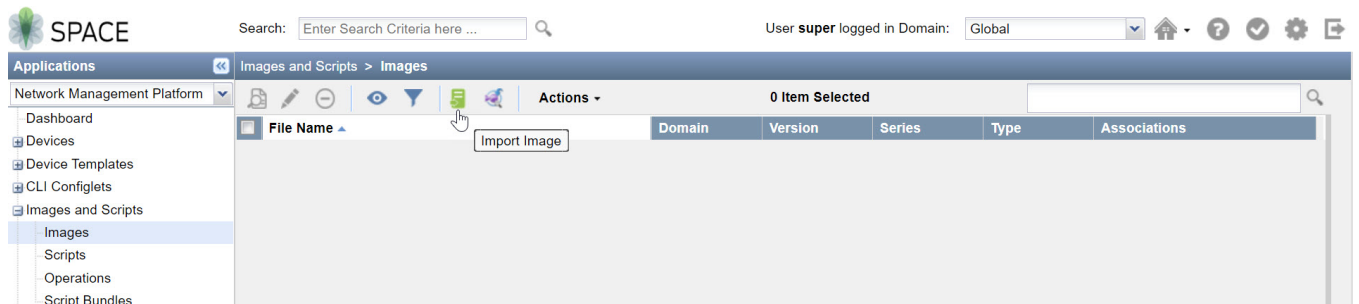 SPACE
Search: Enter Search Criteria here ...
User super logged in Domain: Global
Applications
Images and Scripts > Images
Network Management Platform
Actions
0 Item Selected
Dashboard
File Name Domain Version Series Type Associations
Import Image
Devices
Device Templates
CLI Configlets
Images and Scripts
Images
Scripts
Operations
Script Bundles